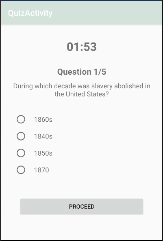 QuizActivity
01:53
Question 1/5
During which decade was slavery abolished in
the United States?
1860s
1840s
1850s
1870
PROCEED